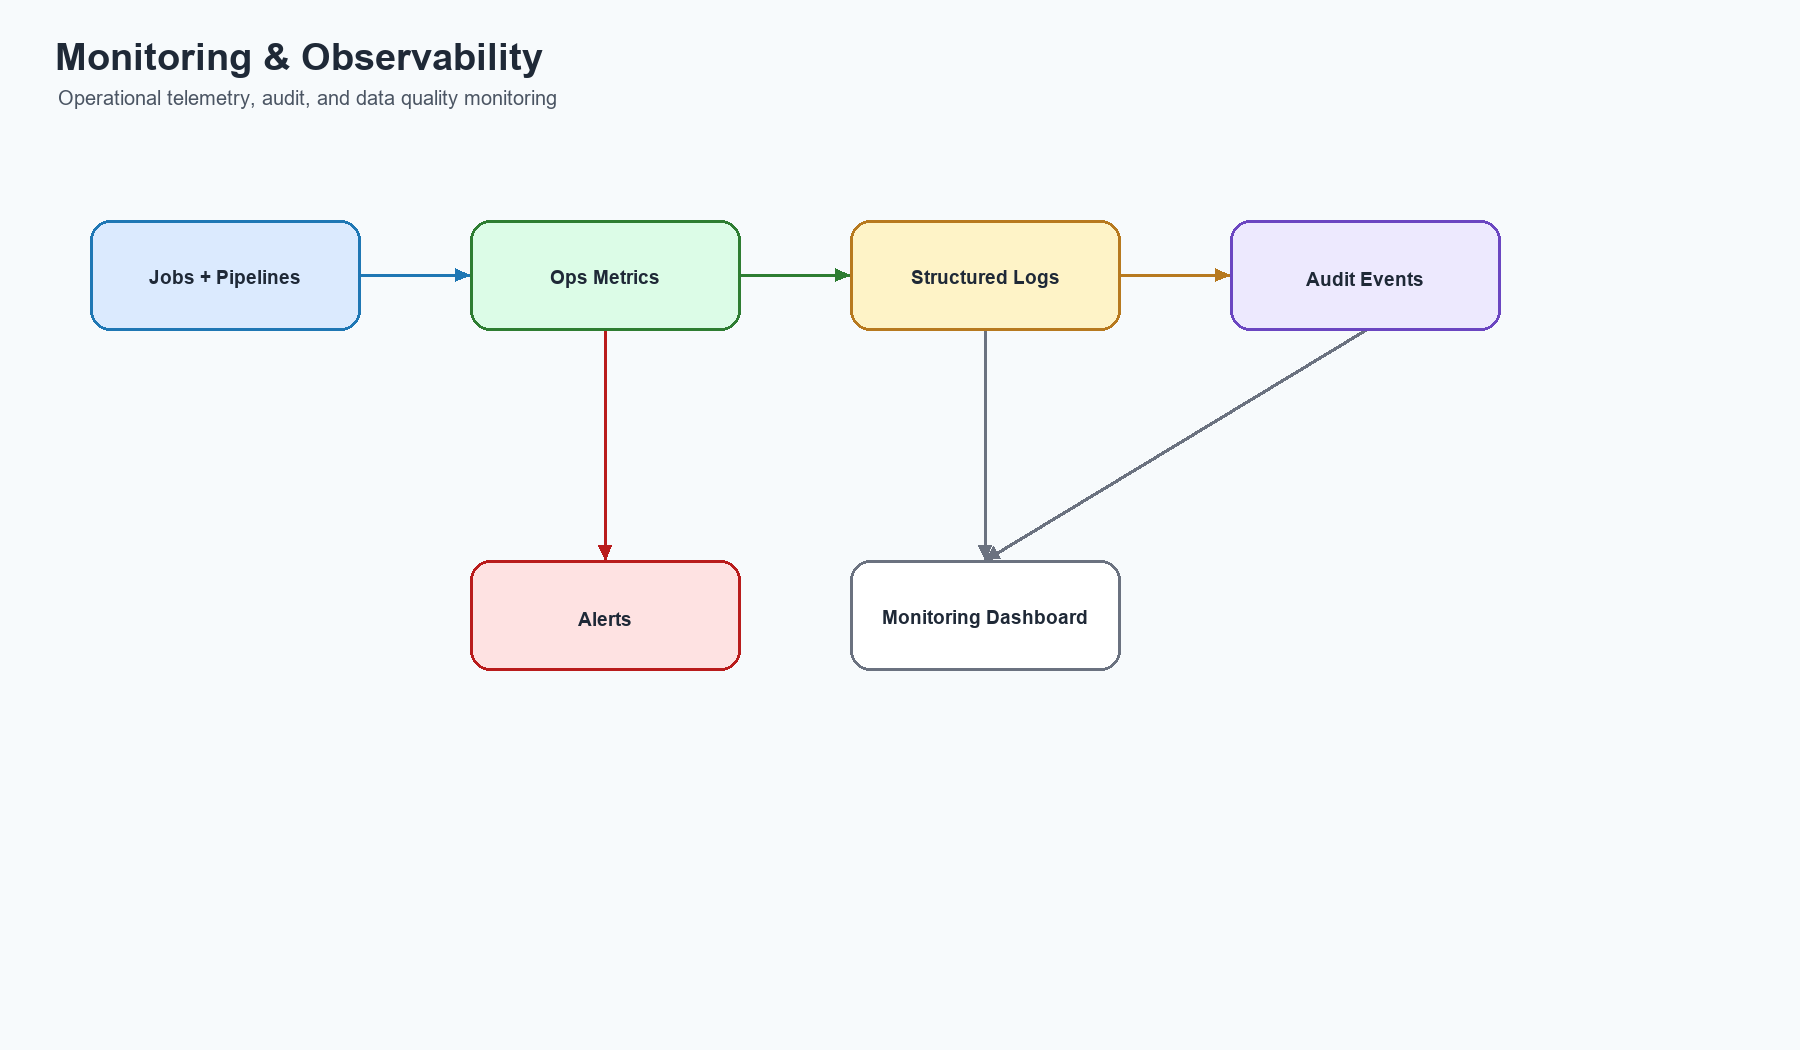 Monitoring & Observability
Operational telemetry, audit, and data quality monitoring
Jobs + Pipelines
Ops Metrics
Structured Logs
Audit Events
Alerts
Monitoring Dashboard